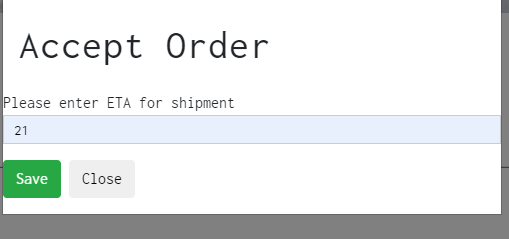 Accept Order
Please enter ETA for shipment
21
Save Close